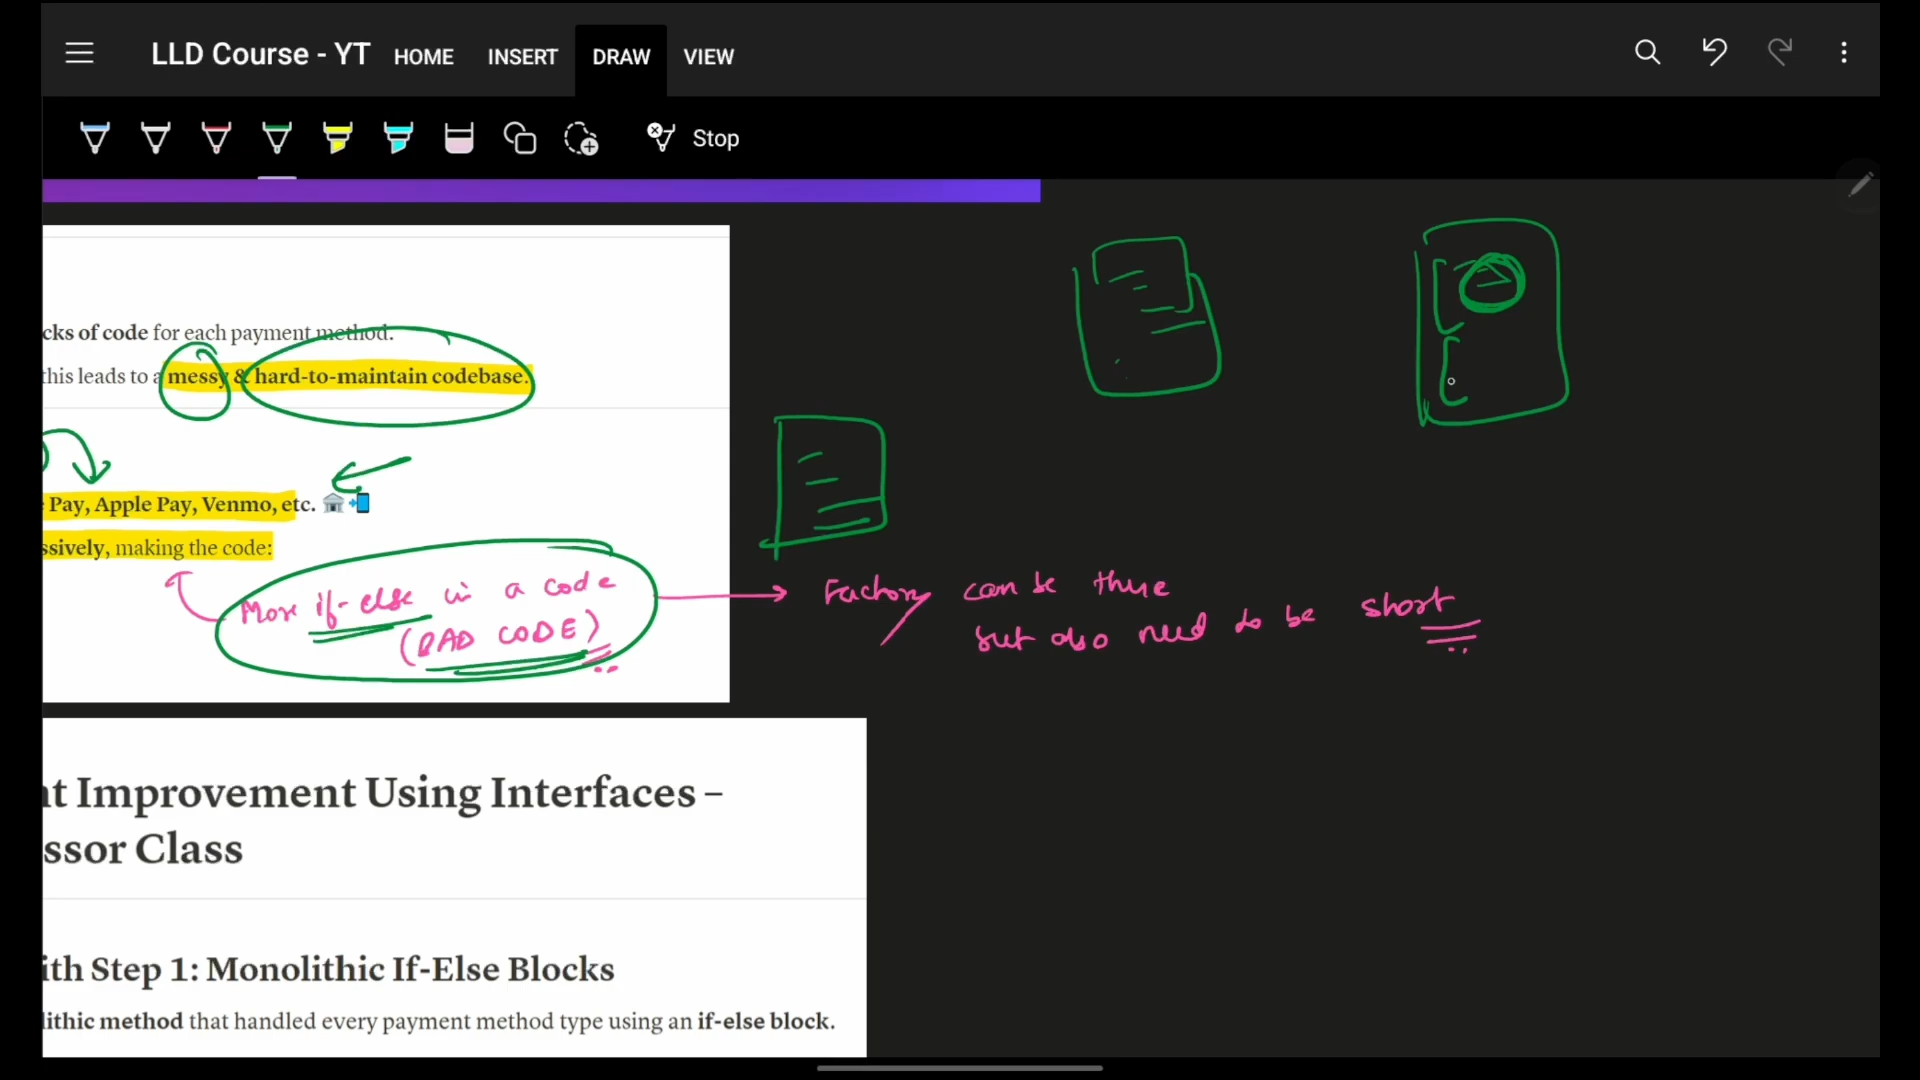 LLD Course - YT HOME INSERT DRAW VIEW
Stop
cks of code for each payment method.
this leads to a messy & hard-to-maintain codebase.
Pay, Apple Pay, Venmo, etc.
ssively, making the code:
More if-else in a code
(BAD CODE)
Factory can be there
but also need to be short
nt Improvement Using Interfaces –
ssor Class
ith Step 1: Monolithic If-Else Blocks
lithic method that handled every payment method type using an if-else block.